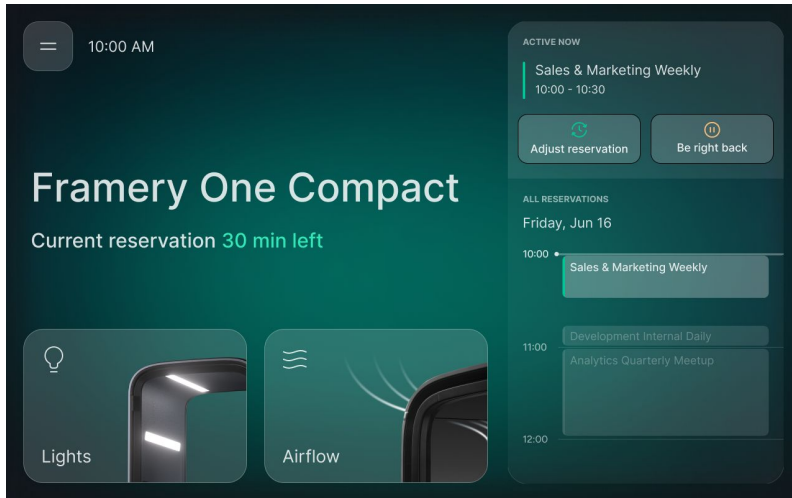 10:00 AM
Framery One Compact
Current reservation 30 min left
Lights
Airflow
ACTIVE NOW
Sales & Marketing Weekly
10:00 - 10:30
Adjust reservation
Be right back
ALL RESERVATIONS
Friday, Jun 16
10:00
Sales & Marketing Weekly
Development Internal Daily
11:00
Analytics Quarterly Meetup
12:00